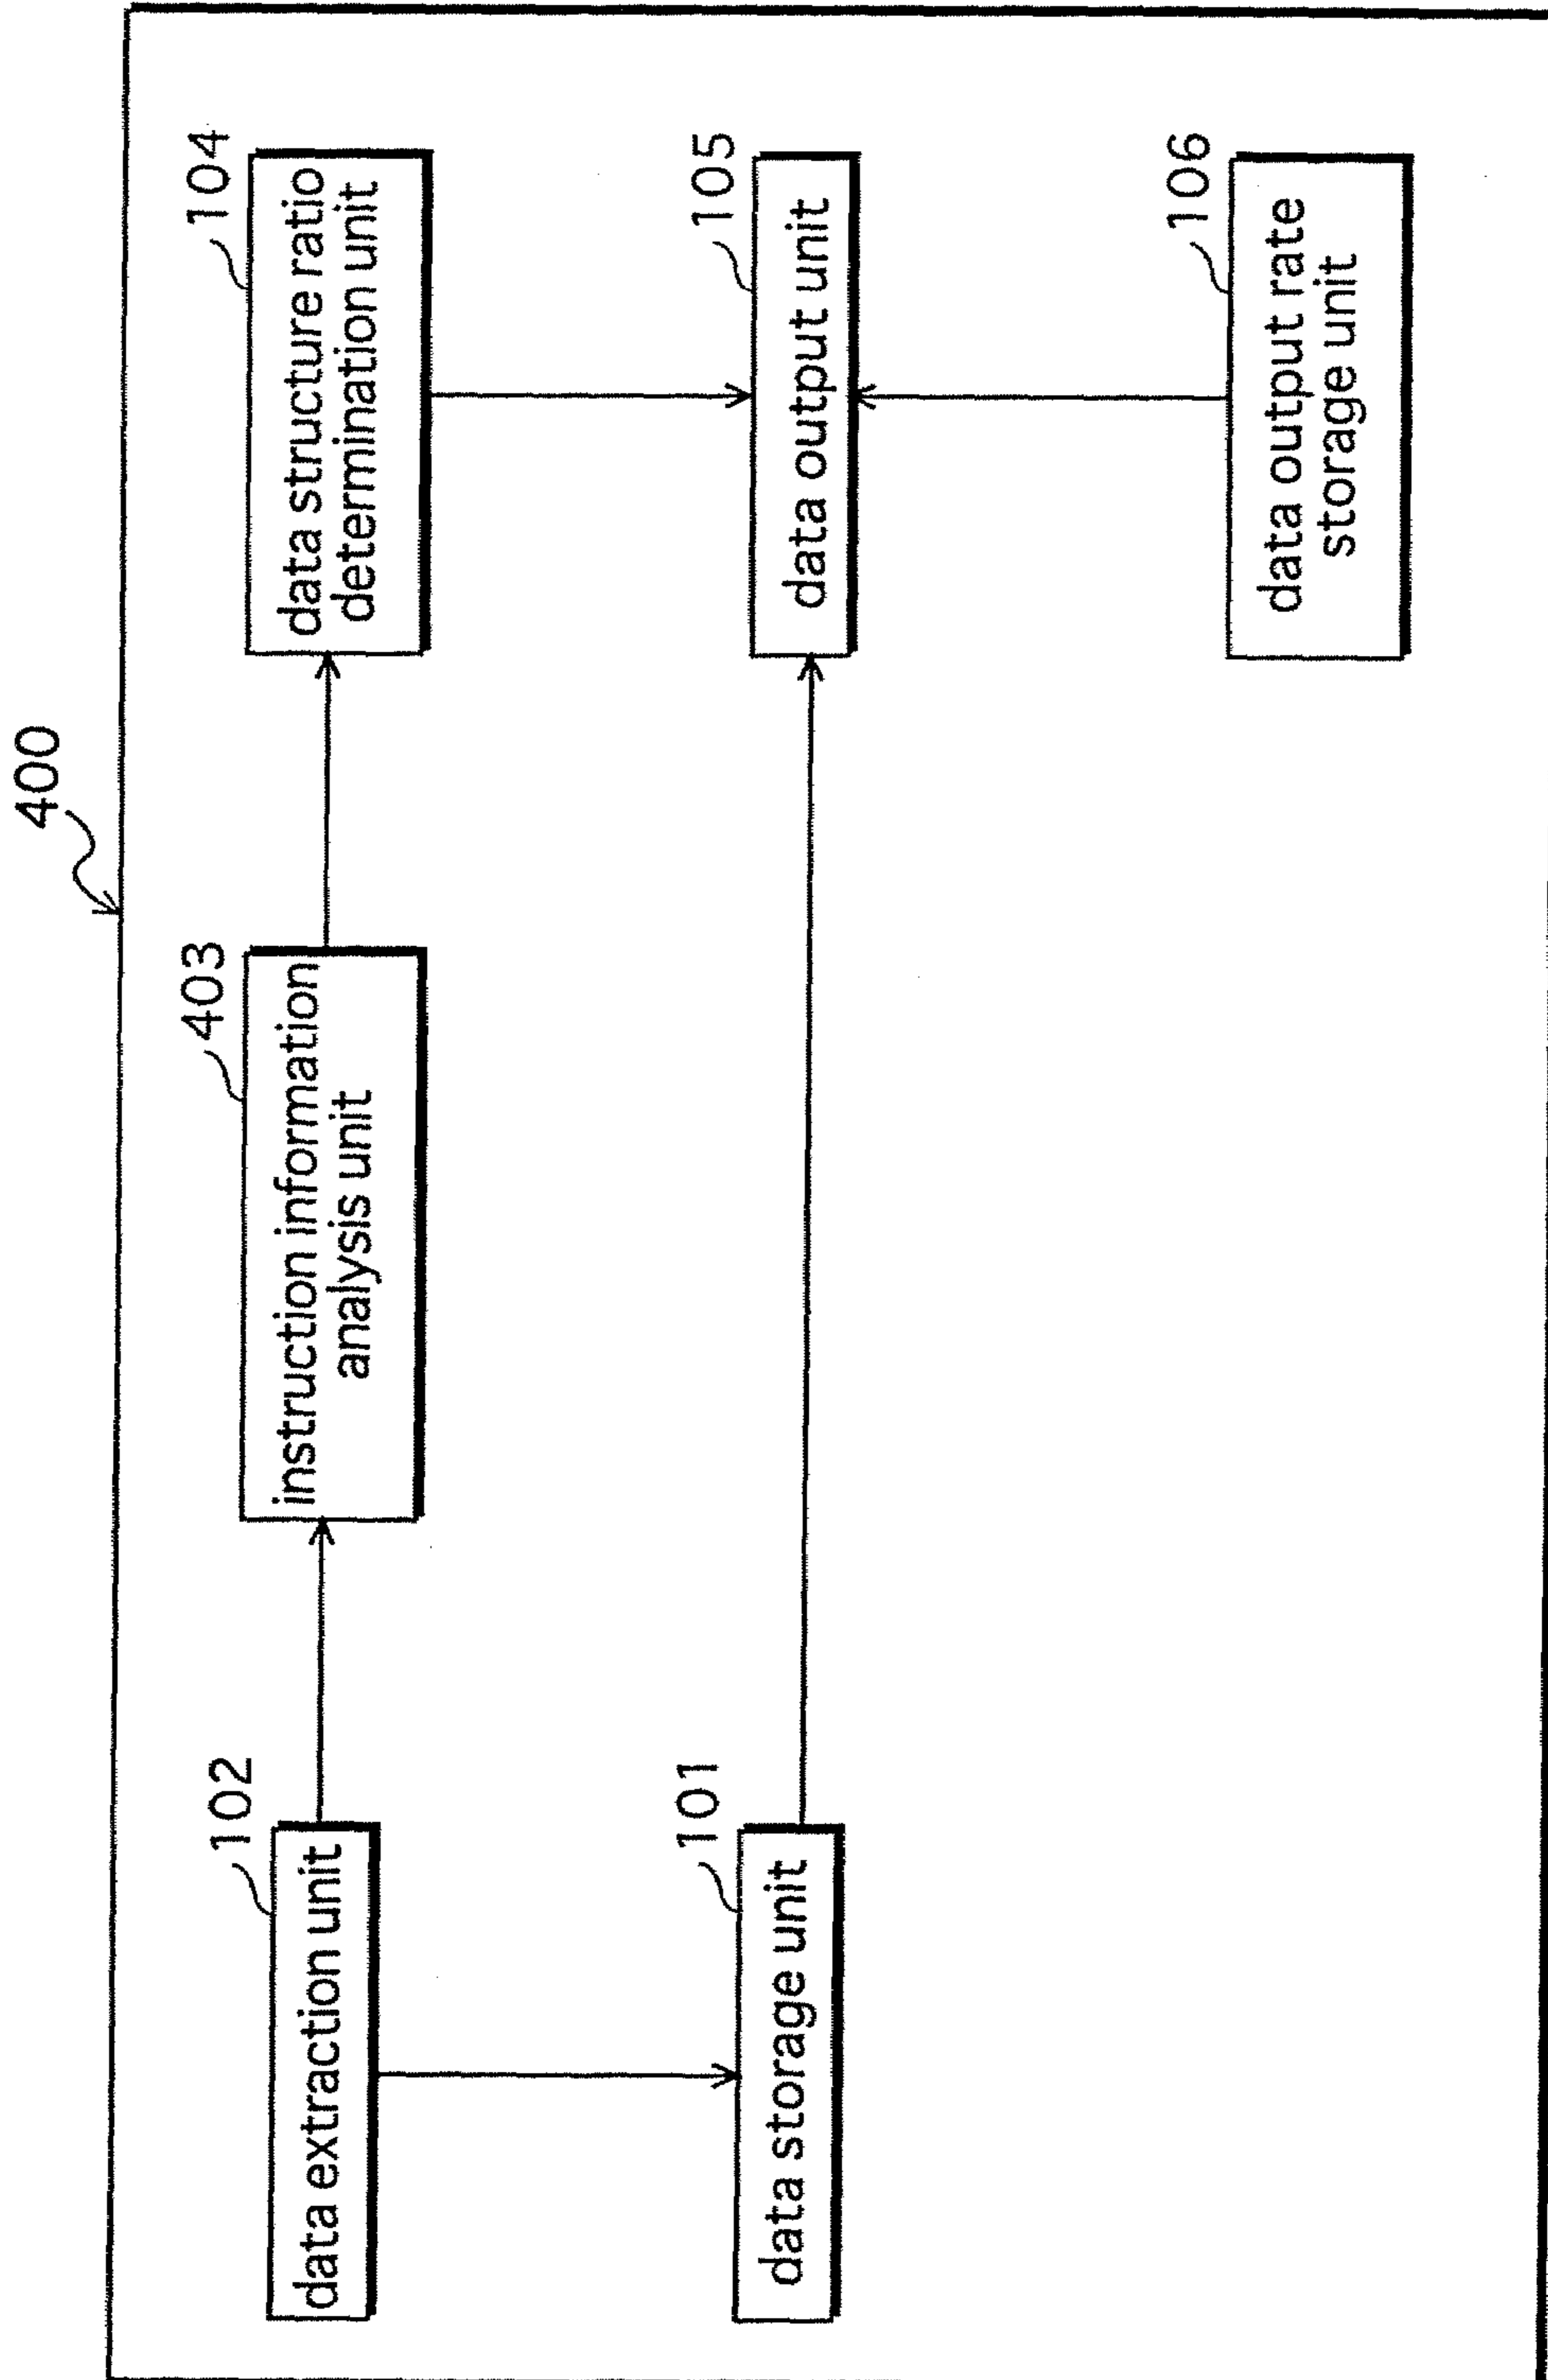 400
102
data extraction unit
403
instruction information
analysis unit
104
data structure ratio
determination unit
101
data storage unit
105
data output unit
106
data output rate
storage unit